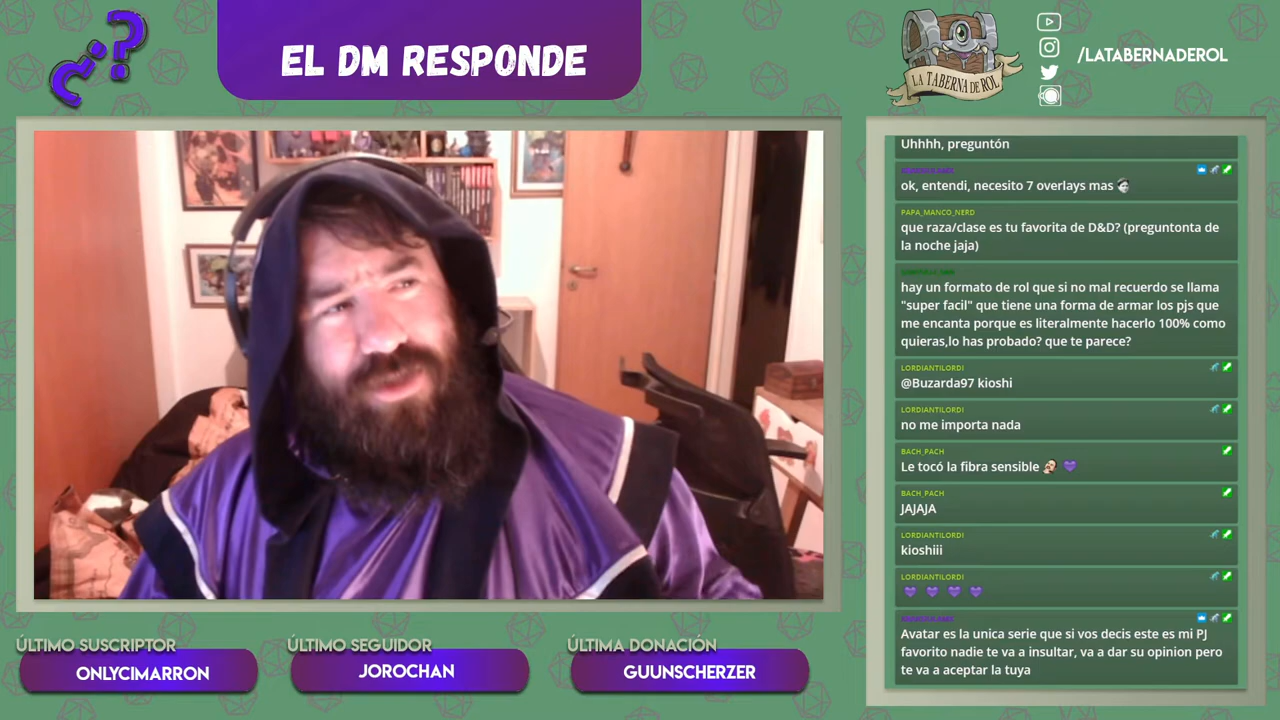 ¿?
EL DM RESPONDE
LA TABERNA DE ROL
/LATABERNADEROL
Uhhhh, preguntón
ok, entendi, necesito 7 overlays mas
PAPA_MANCO_NERD
que raza/clase es tu favorita de D&D? (preguntonta de
la noche jaja)
hay un formato de rol que si no mal recuerdo se llama
"super facil" que tiene una forma de armar los pjs que
me encanta porque es literalmente hacerlo 100% como
quieras,lo has probado? que te parece?
LORDIANTILORDI
@Buzarda97 kioshi
LORDIANTILORDI
no me importa nada
BACH_PACH
Le tocó la fibra sensible
BACH_PACH
JAJAJA
LORDIANTILORDI
kioshiii
LORDIANTILORDI
Avatar es la unica serie que si vos decis este es mi PJ
favorito nadie te va a insultar, va a dar su opinion pero
te va a aceptar la tuya
ÚLTIMO SUSCRIPTOR
ONLYCIMARRON
ÚLTIMO SEGUIDOR
JOROCHAN
ÚLTIMA DONACIÓN
GUUNSCHERZER